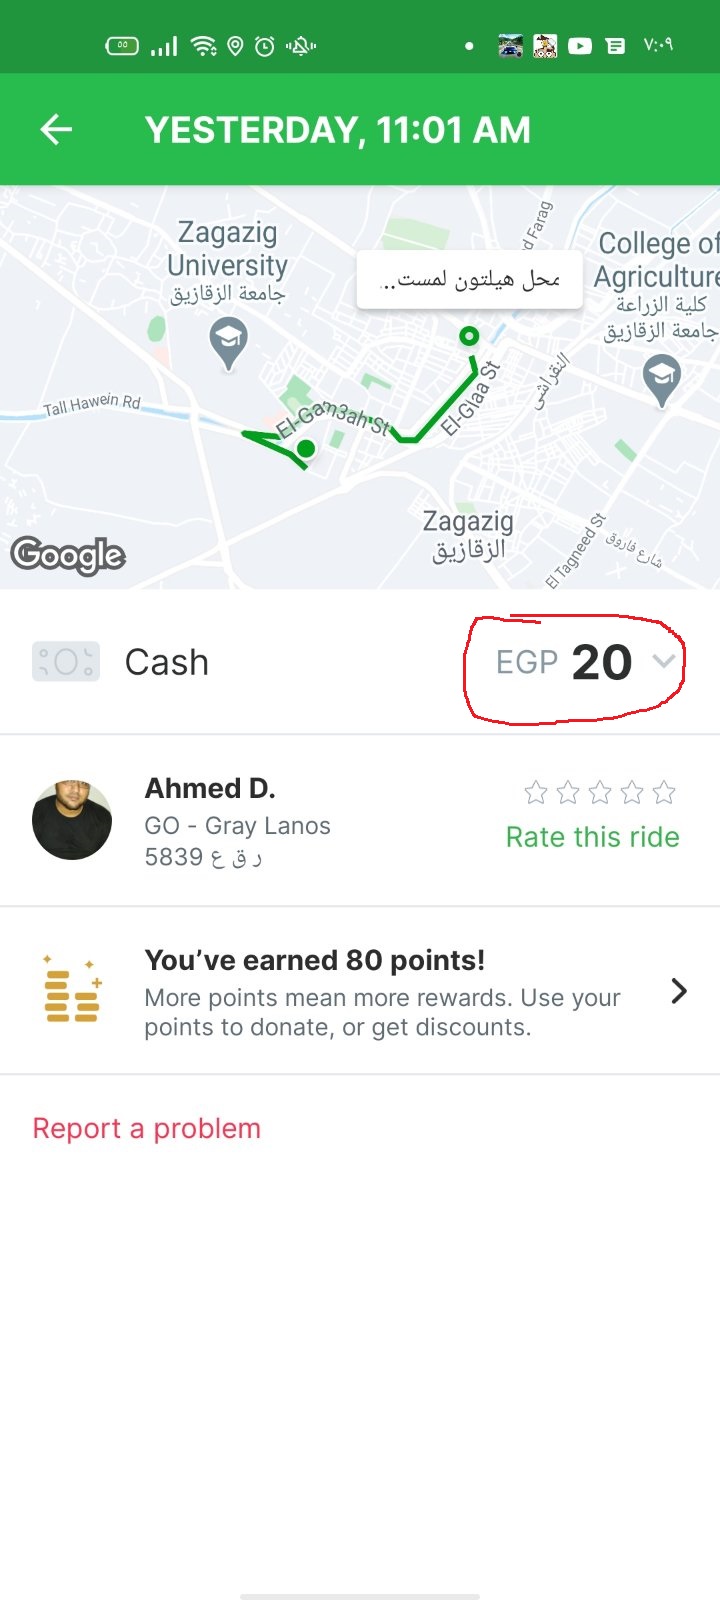 ٧:٠٩
YESTERDAY, 11:01 AM
Zagazig
University
جامعة الزقازيق
d Farag
College of
Agriculture
كلية الزراعة
جامعة الزقازيق
محل هيلتون لمست..
Tall Hawein Rd
El-Gam3ah St
El-Glaa St
النقراشى
Zagazig
الزقازيق
El Tagneed St
شارع فاروق
Google
Cash
EGP 20
Ahmed D.
GO - Gray Lanos
5839 ر ق ع
Rate this ride
You’ve earned 80 points!
More points mean more rewards. Use your
points to donate, or get discounts.
Report a problem